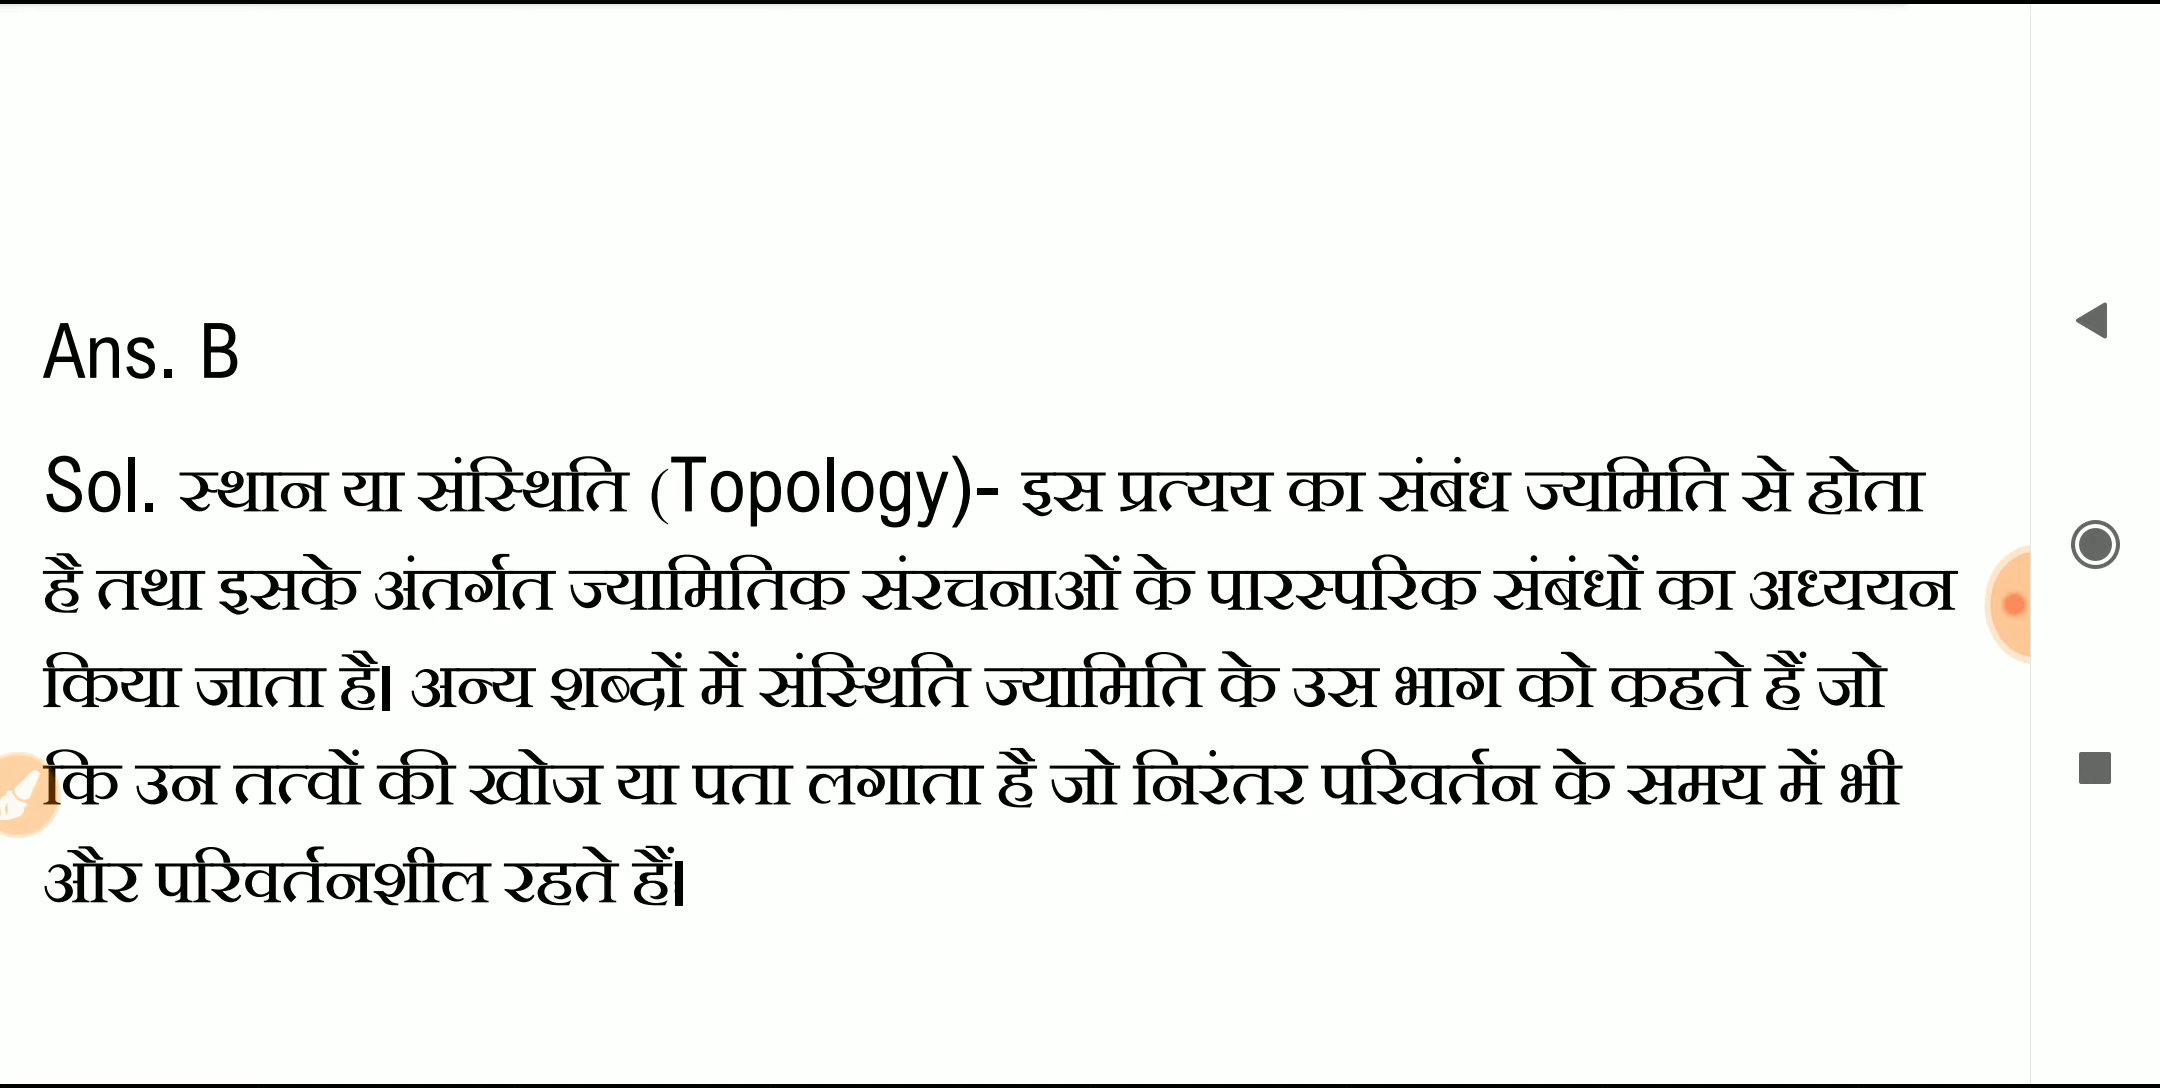 Ans. B
Sol. स्थान या संस्थिति (Topology)- इस प्रत्यय का संबंध ज्यमिति से होता
है तथा इसके अंतर्गत ज्यामितिक संरचनाओं के पारस्परिक संबंधों का अध्ययन
किया जाता है। अन्य शब्दों में संस्थिति ज्यामिति के उस भाग को कहते हैं जो
कि उन तत्वों की खोज या पता लगाता है जो निरंतर परिवर्तन के समय में भी
और परिवर्तनशील रहते हैं।